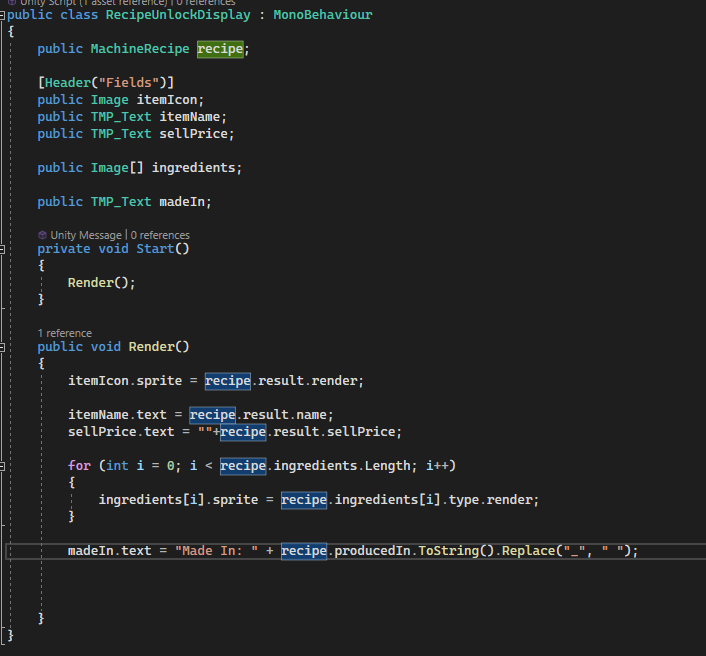 Unity Script (1 asset reference) | 0 references
public class RecipeUnlockDisplay : MonoBehaviour
{
public MachineRecipe recipe;
[Header("Fields")]
public Image itemIcon;
public TMP_Text itemName;
public TMP_Text sellPrice;
public Image[] ingredients;
public TMP_Text madeIn;
Unity Message | 0 references
private void Start()
{
Render();
}
1 reference
public void Render()
{
itemIcon.sprite = recipe.result.render;
itemName.text = recipe.result.name;
sellPrice.text = ""+recipe.result.sellPrice;
for (int i = 0; i < recipe.ingredients.Length; i++)
{
ingredients[i].sprite = recipe.ingredients[i].type.render;
}
madeIn.text = "Made In: " + recipe.producedIn.ToString().Replace("_", " ");
}
}